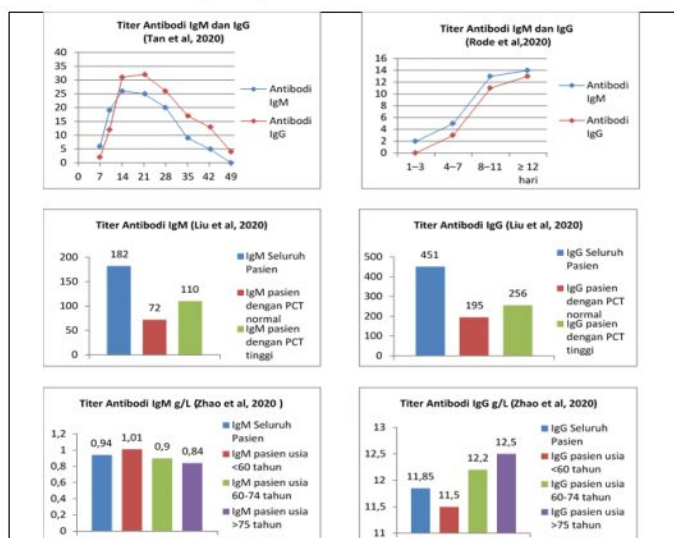 Titer Antibodi IgM dan IgG
(Tan et al, 2020)
40
35
30
25
20
15
10
5
0
0 7 14 21 28 35 42 49
Antibodi
IgM
Antibodi
IgG
Titer Antibodi IgM dan IgG
(Rode et al,2020)
16
14
12
10
8
6
4
2
0
1–3 4–7 8–11 ≥ 12
hari
Antibodi
IgM
Antibodi
IgG
Titer Antibodi IgM (Liu et al, 2020)
200
150
100
50
0
182
72
110
IgM Seluruh
Pasien
IgM pasien
dengan PCT
normal
IgM pasien
dengan PCT
tinggi
Titer Antibodi IgG (Liu et al, 2020)
500
400
300
200
100
0
451
195
256
IgG Seluruh
Pasien
IgG pasien
dengan PCT
normal
IgG pasien
dengan PCT
tinggi
Titer Antibodi IgM g/L (Zhao et al, 2020 )
1,2
1
0,8
0,6
0,4
0,2
0
0,94
1,01
0,9
0,84
IgM Seluruh
Pasien
IgM pasien usia
<60 tahun
IgM pasien usia
60-74 tahun
IgM pasien usia
>75 tahun
Titer Antibodi IgG g/L (Zhao et al, 2020)
13
12,5
12
11,5
11
11,85
11,5
12,2
12,5
IgG Seluruh
Pasien
IgG pasien usia
<60 tahun
IgG pasien usia
60-74 tahun
IgG pasien usia
>75 tahun